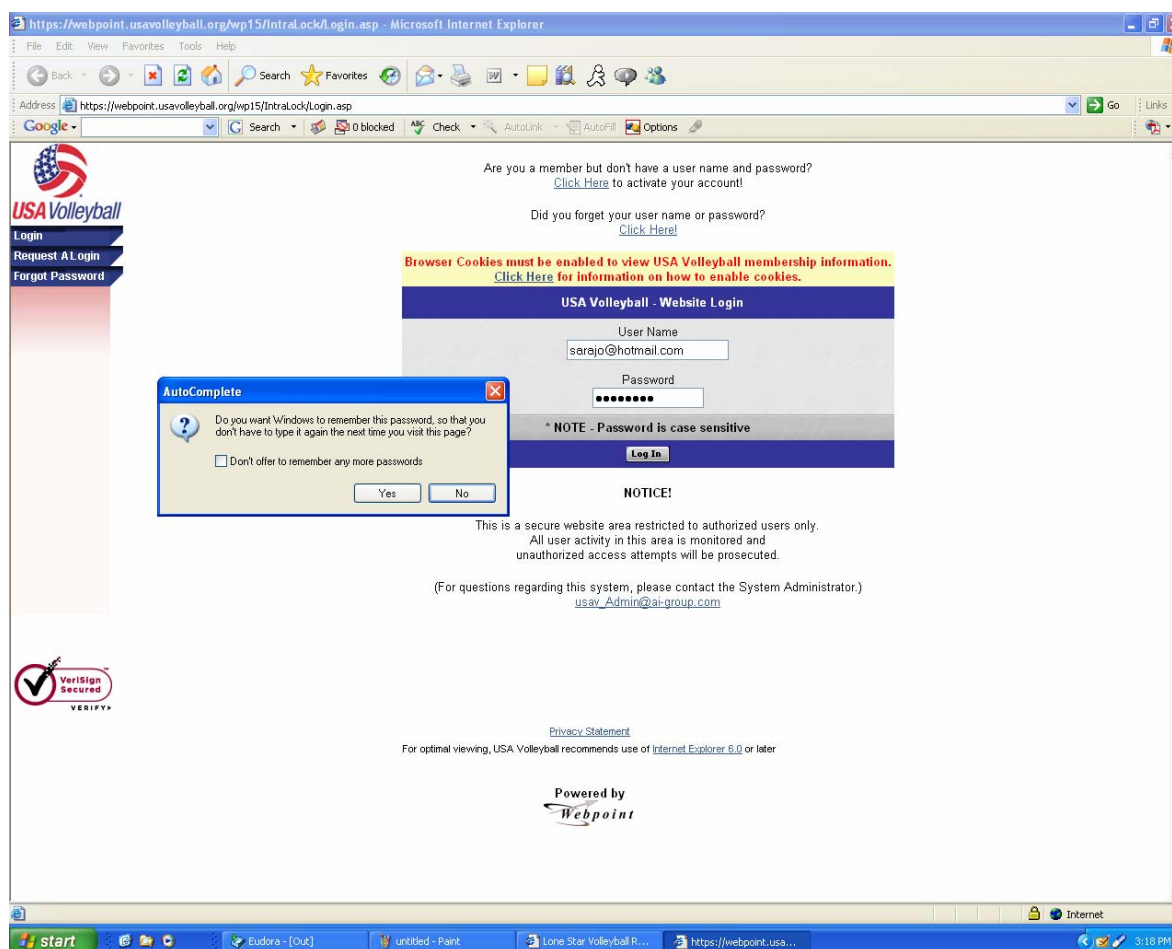 https://webpoint.usavolleyball.org/wp15/IntraLock/Login.asp - Microsoft Internet Explorer
File Edit View Favorites Tools Help
Back Search Favorites
Address https://webpoint.usavolleyball.org/wp15/IntraLock/Login.asp Go Links
Google Search 0 blocked ABC Check AutoLink AutoFill Options
USA Volleyball
Login
Request A Login
Forgot Password
Are you a member but don't have a user name and password?
Click Here to activate your account!
Did you forget your user name or password?
Click Here!
Browser Cookies must be enabled to view USA Volleyball membership information.
Click Here for information on how to enable cookies.
USA Volleyball - Website Login
User Name
sarajo@hotmail.com
Password
••••••••
* NOTE - Password is case sensitive
Log In
AutoComplete
Do you want Windows to remember this password, so that you
don't have to type it again the next time you visit this page?
Don't offer to remember any more passwords
Yes No
NOTICE!
This is a secure website area restricted to authorized users only.
All user activity in this area is monitored and
unauthorized access attempts will be prosecuted.
(For questions regarding this system, please contact the System Administrator.)
usav_Admin@ai-group.com
VeriSign
Secured
VERIFY
Privacy Statement
For optimal viewing, USA Volleyball recommends use of Internet Explorer 6.0 or later
Powered by
Webpoint
Internet
start Eudora - [Out] untitled - Paint Lone Star Volleyball R... https://webpoint.usa... 3:18 PM